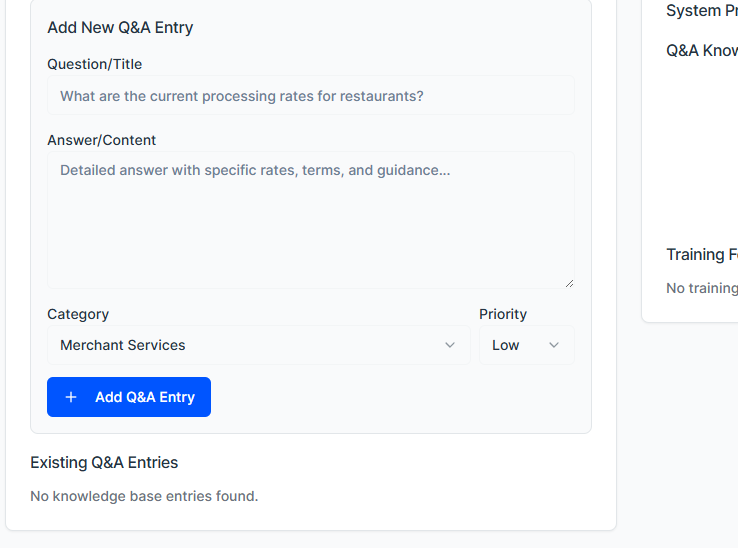 Add New Q&A Entry
Question/Title
What are the current processing rates for restaurants?
Answer/Content
Detailed answer with specific rates, terms, and guidance...
Category
Priority
Merchant Services
Low
Add Q&A Entry
Existing Q&A Entries
No knowledge base entries found.
System
Q&A
Training
No training